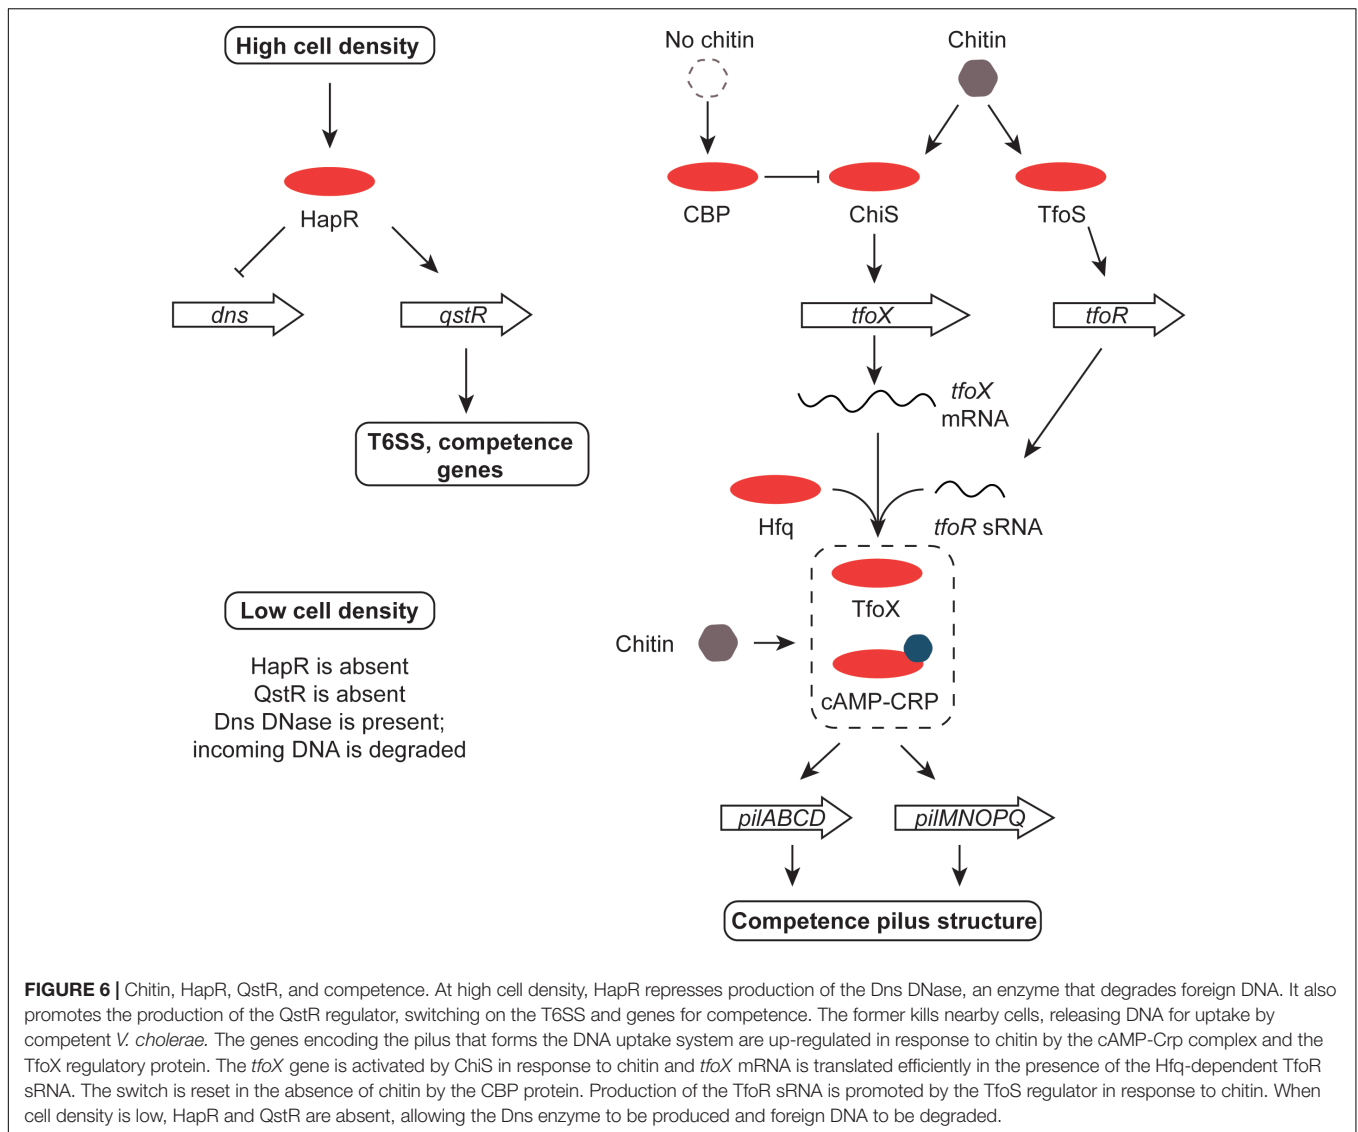 High cell density
HapR
dns
qstR
T6SS, competence
genes
Low cell density
HapR is absent
QstR is absent
Dns DNase is present;
incoming DNA is degraded
No chitin
Chitin
CBP
ChiS
TfoS
tfoX
tfoR
tfoX
mRNA
Hfq
tfoR sRNA
TfoX
Chitin
cAMP-CRP
pilABCD
pilMNOPQ
Competence pilus structure
FIGURE 6 | Chitin, HapR, QstR, and competence. At high cell density, HapR represses production of the Dns DNase, an enzyme that degrades foreign DNA. It also
promotes the production of the QstR regulator, switching on the T6SS and genes for competence. The former kills nearby cells, releasing DNA for uptake by
competent V. cholerae. The genes encoding the pilus that forms the DNA uptake system are up-regulated in response to chitin by the cAMP-Crp complex and the
TfoX regulatory protein. The tfoX gene is activated by ChiS in response to chitin and tfoX mRNA is translated efficiently in the presence of the Hfq-dependent TfoR
sRNA. The switch is reset in the absence of chitin by the CBP protein. Production of the TfoR sRNA is promoted by the TfoS regulator in response to chitin. When
cell density is low, HapR and QstR are absent, allowing the Dns enzyme to be produced and foreign DNA to be degraded.